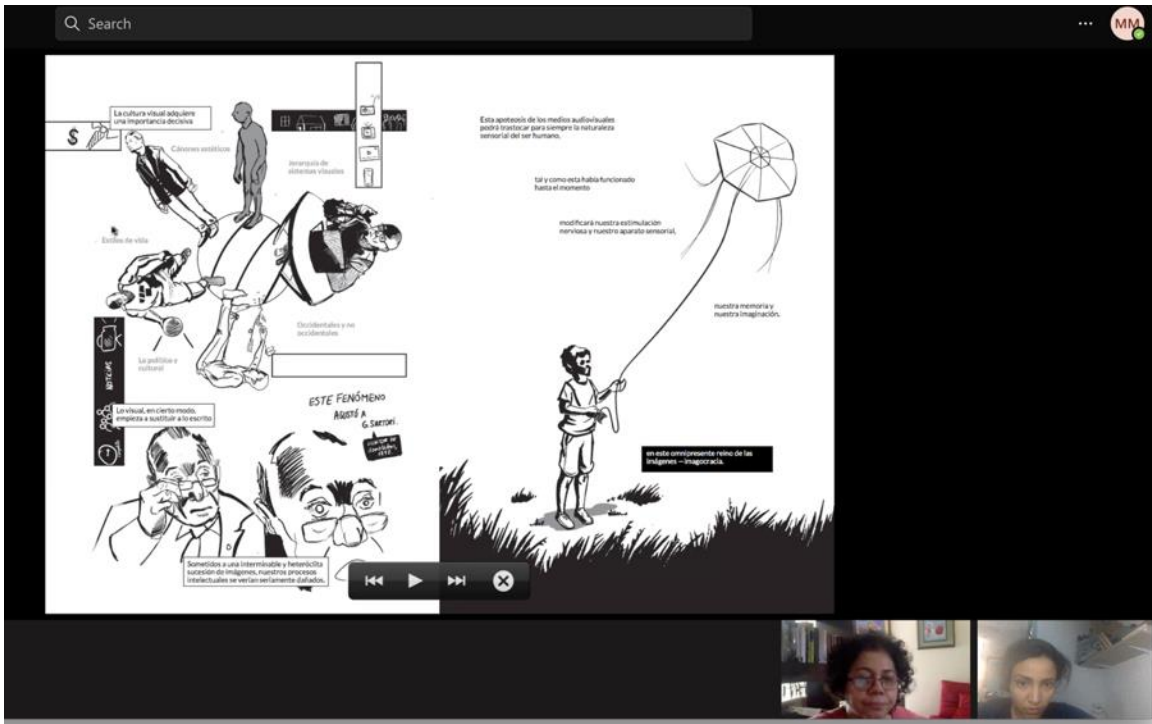 Search
MM
La cultura visual adquiere
una importancia decisiva
$
Cánones estéticos
Jerarquía de
sistemas visuales
Estilos de vida
Occidentales y no
occidentales
La política y
cultural
NOTICIAS
Lo visual, en cierto modo,
empieza a sustituir a lo escrito
ESTE FENÓMENO
ASUSTÓ A
G. SARTORI.
Sometidos a una interminable y heteróclita
sucesión de imágenes, nuestros procesos
intelectuales se verían seriamente dañados.
Esta apoteosis de los medios audiovisuales
podrá trastocar para siempre la naturaleza
sensorial del ser humano.
tal y como esta había funcionado
hasta el momento
modificará nuestra estimulación
nerviosa y nuestro aparato sensorial,
nuestra memoria y
nuestra imaginación.
en este omnipresente reino de las
imágenes —imagocracia.